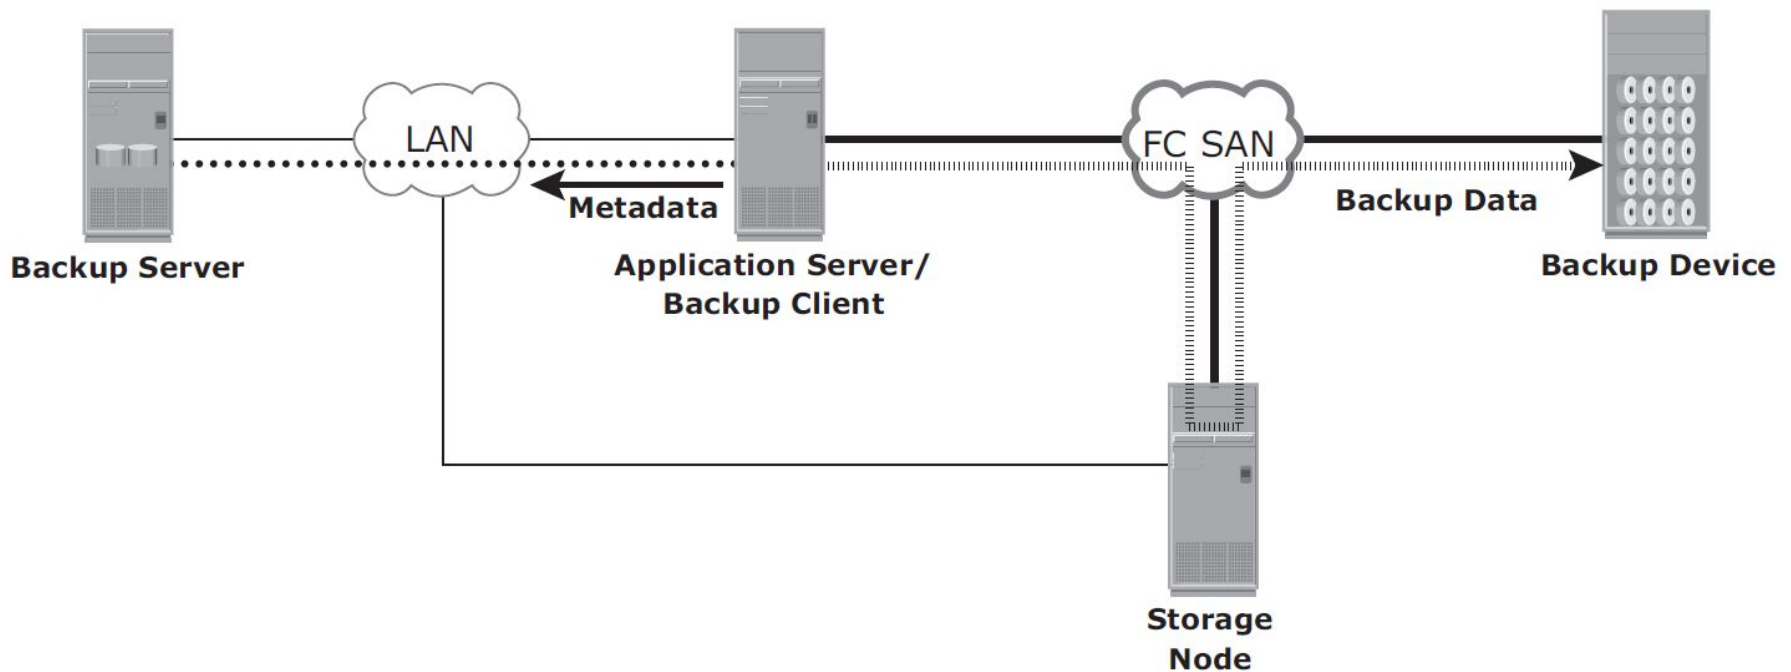 LAN
FC SAN
Metadata
Backup Data
Backup Server
Application Server/
Backup Client
Backup Device
Storage
Node